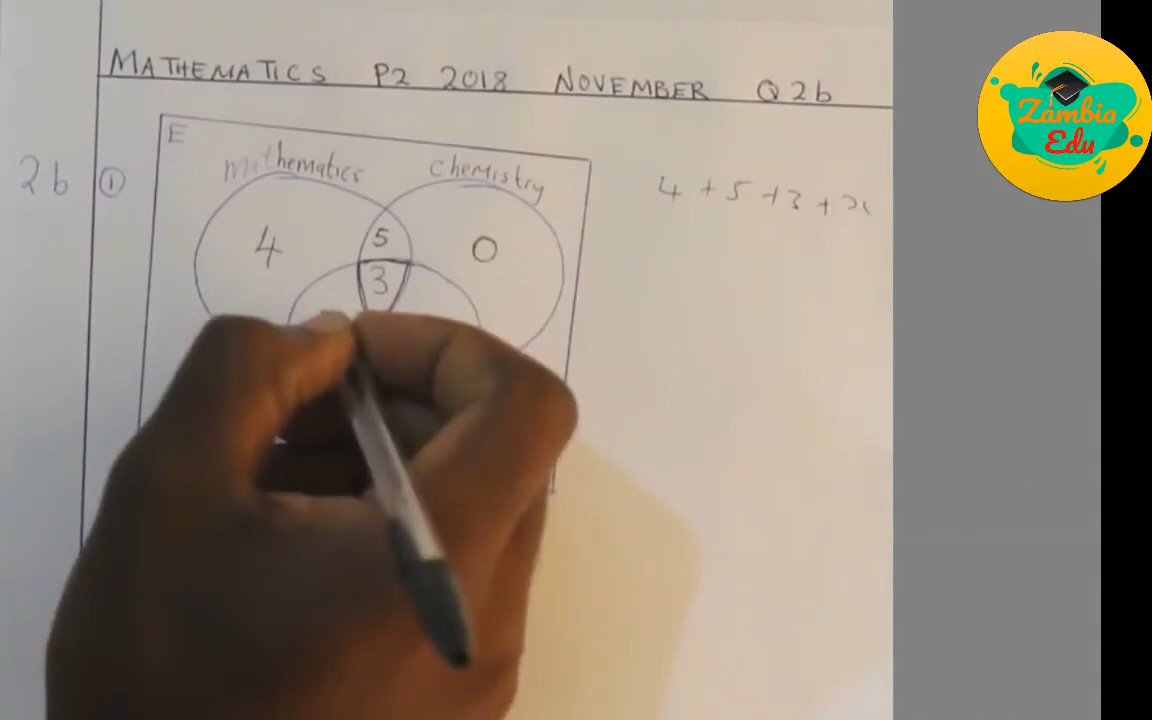 MATHEMATICS P2 2018 NOVEMBER Q2b
Zambia
Edu
E
2b ①
mathematics
chemistry
4 + 5 + 3 + x
4
5
0
3